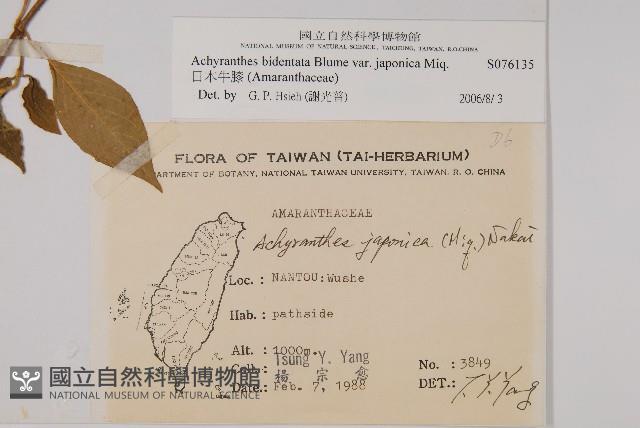 國立自然科學博物館
NATIONAL MUSEUM OF NATURAL SCIENCE, TAICHUNG, TAIWAN, R.O.CHINA
Achyranthes bidentata Blume var. japonica Miq. S076135
日本牛膝 (Amaranthaceae)
Det. by G. P. Hsieh (謝光普) 2006/8/3
D6
FLORA OF TAIWAN (TAI-HERBARIUM)
DEPARTMENT OF BOTANY, NATIONAL TAIWAN UNIVERSITY, TAIWAN, R. O. CHINA
AMARANTHACEAE
Achyranthes japonica (Miq.) Nakai
Loc.: NANTOU:Wushe
Hab.: pathside
Alt.: 1000m.
Coll.: Tsung Y. Yang No.: 3849
楊宗愈
Date.: Feb. 7, 1988 DET.: T. Y. Yang
國立自然科學博物館
NATIONAL MUSEUM OF NATURAL SCIENCE